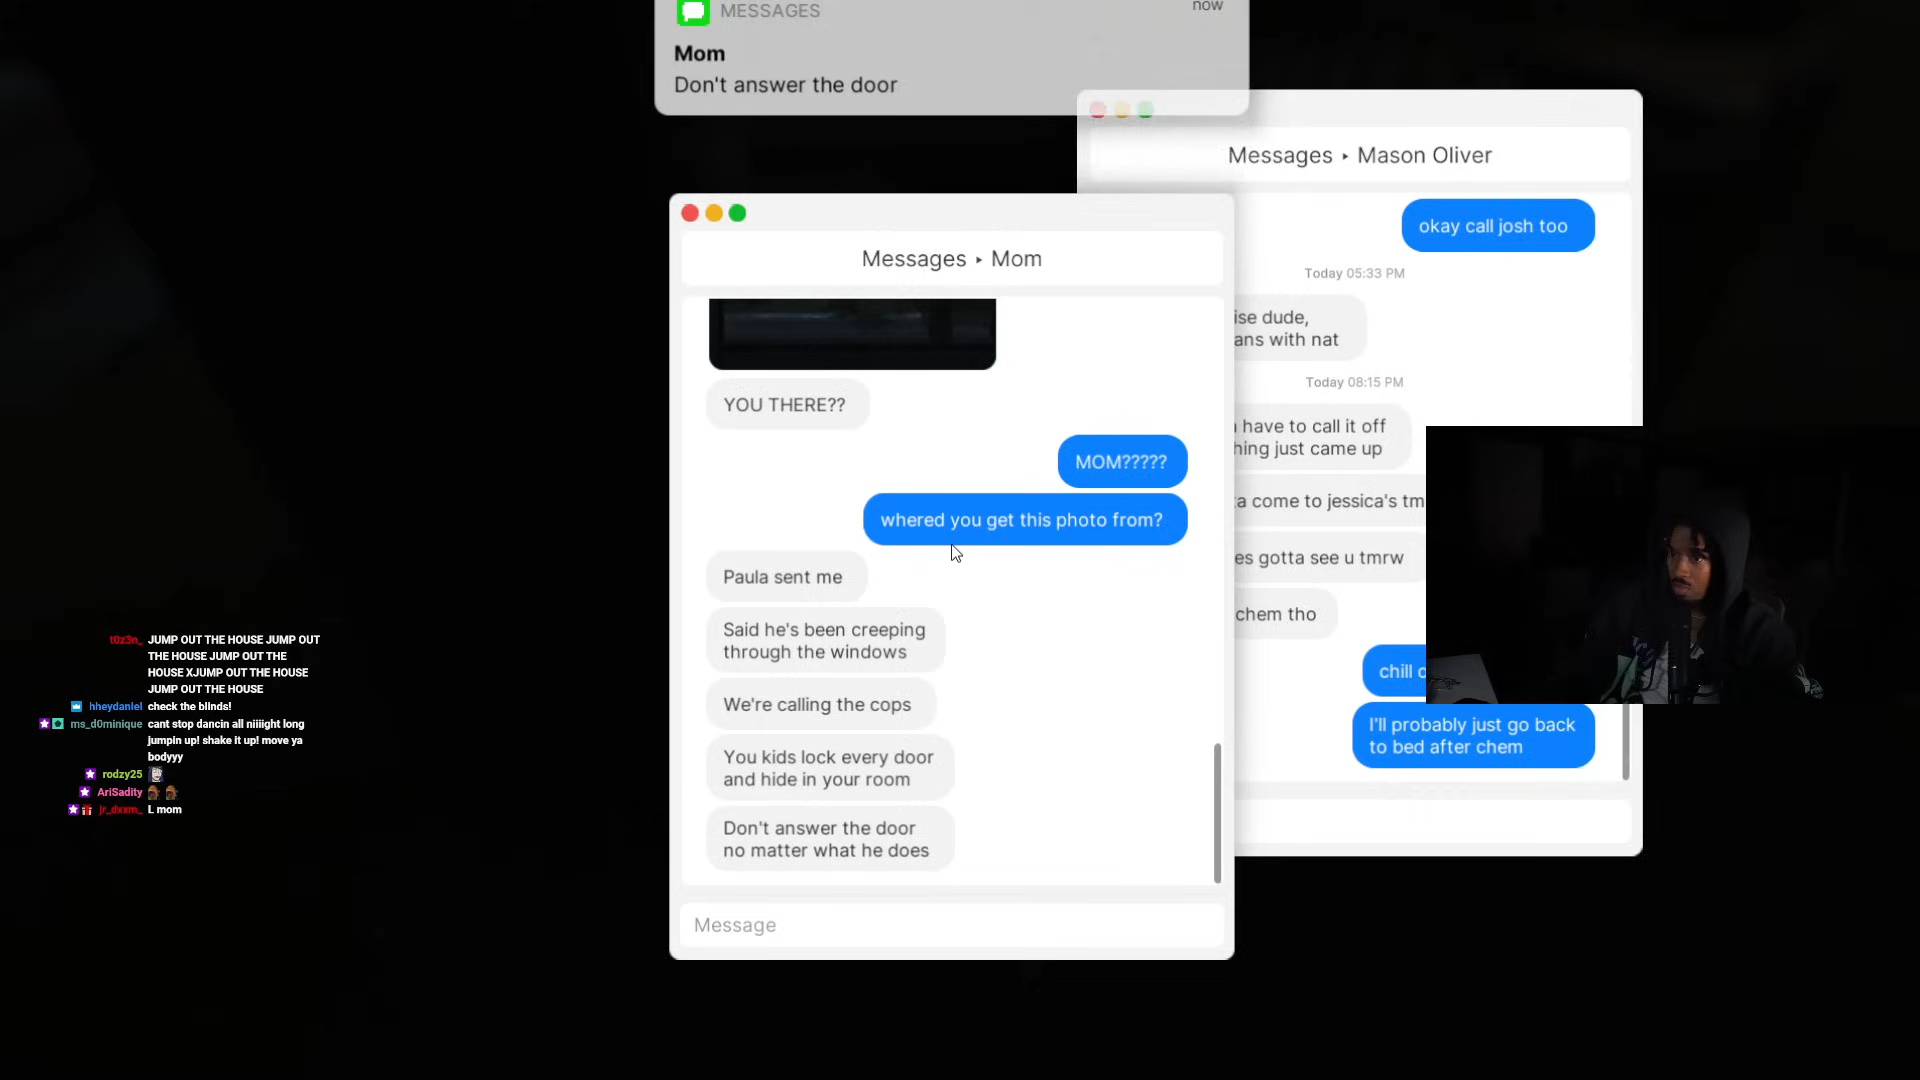 MESSAGES
now
Mom
Don't answer the door
Messages ‣ Mason Oliver
okay call josh too
Today 05:33 PM
ise dude,
ans with nat
Today 08:15 PM
have to call it off
hing just came up
a come to jessica's tm
es gotta see u tmrw
chem tho
chill
I'll probably just go back
to bed after chem
Messages ‣ Mom
YOU THERE??
MOM?????
whered you get this photo from?
Paula sent me
Said he's been creeping
through the windows
We're calling the cops
You kids lock every door
and hide in your room
Don't answer the door
no matter what he does
Message
t0z3n_ JUMP OUT THE HOUSE JUMP OUT
THE HOUSE JUMP OUT THE
HOUSE XJUMP OUT THE HOUSE
JUMP OUT THE HOUSE
hheydaniel check the blinds!
ms_d0minique cant stop dancin all niiiight long
jumpin up! shake it up! move ya
bodyyy
rodzy25
AriSadity
L mom